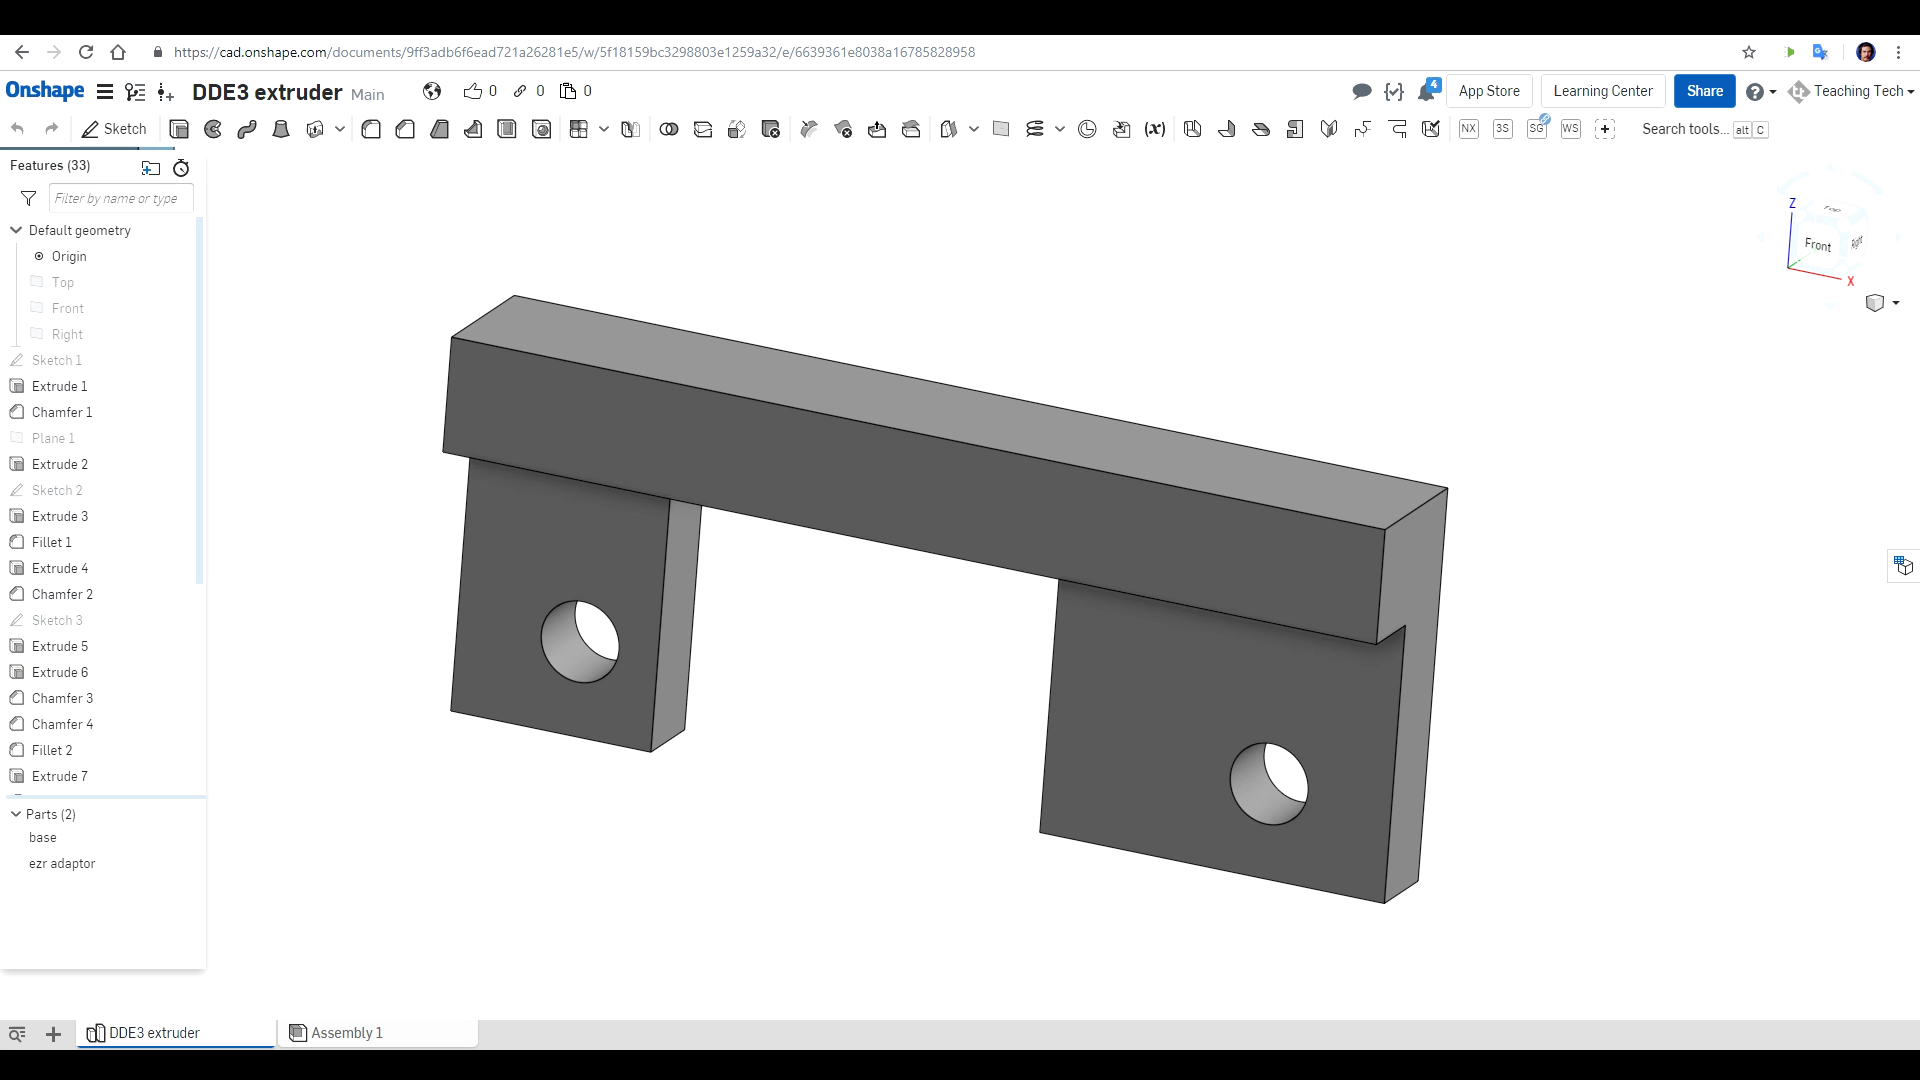 https://cad.onshape.com/documents/9ff3adb6f6ead721a26281e5/w/5f18159bc3298803e1259a32/e/6639361e8038a16785828958
Onshape DDE3 extruder Main 0 0 0 4 App Store Learning Center Share Teaching Tech
Sketch (x) NX 3S SG WS Search tools... alt C
Features (33)
Filter by name or type
Default geometry
Origin
Top
Front
Right
Sketch 1
Extrude 1
Chamfer 1
Plane 1
Extrude 2
Sketch 2
Extrude 3
Fillet 1
Extrude 4
Chamfer 2
Sketch 3
Extrude 5
Extrude 6
Chamfer 3
Chamfer 4
Fillet 2
Extrude 7
Parts (2)
base
ezr adaptor
Z
Top
Front Right
X
DDE3 extruder Assembly 1